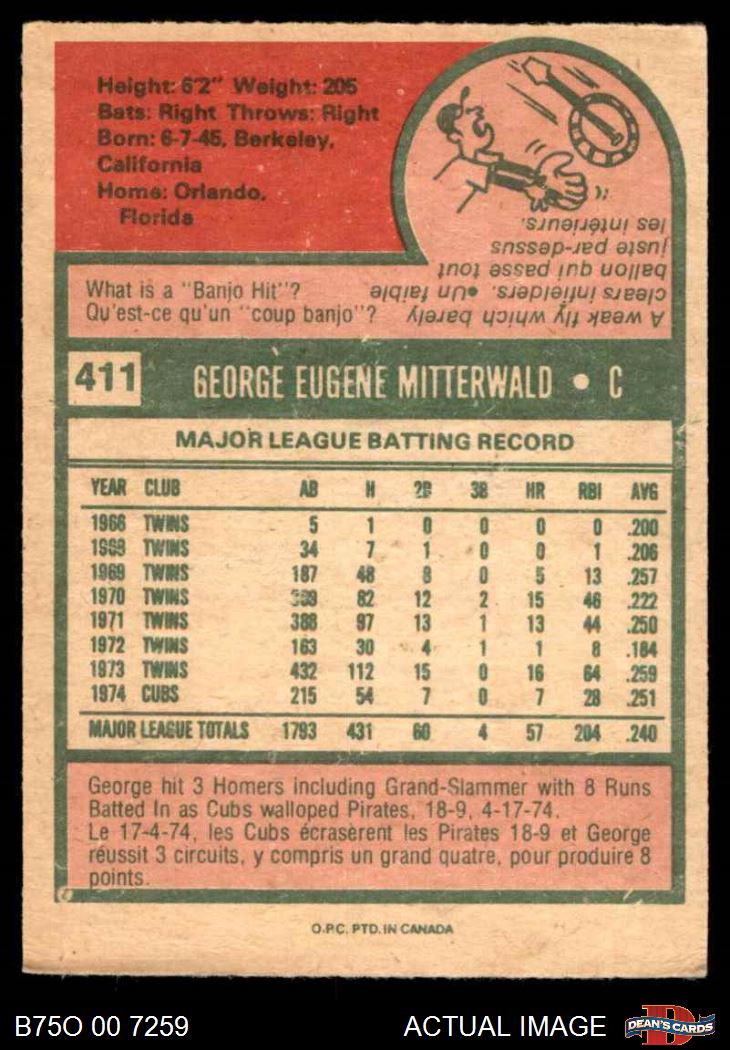 Height: 6'2" Weight: 205
Bats: Right Throws: Right
Born: 6-7-45, Berkeley,
California
Home: Orlando,
Florida
What is a "Banjo Hit"?
Qu'est-ce qu'un "coup banjo"?
A weak fly which barely
clears infielders. •Un faible
ballon qui passe tout
juste par-dessus
les intérieurs.
411
GEORGE EUGENE MITTERWALD • C
MAJOR LEAGUE BATTING RECORD
YEAR CLUB AB H 2B 3B HR RBI AVG
1966 TWINS 5 1 0 0 0 0 .200
1968 TWINS 34 7 1 0 0 1 .206
1969 TWINS 187 48 8 0 5 13 .257
1970 TWINS 369 82 12 2 15 46 .222
1971 TWINS 388 97 13 1 13 44 .250
1972 TWINS 163 30 4 1 1 8 .184
1973 TWINS 432 112 15 0 16 64 .259
1974 CUBS 215 54 7 0 7 28 .251
MAJOR LEAGUE TOTALS 1793 431 60 4 57 204 .240
George hit 3 Homers including Grand-Slammer with 8 Runs
Batted In as Cubs walloped Pirates, 18-9, 4-17-74.
Le 17-4-74, les Cubs écrasèrent les Pirates 18-9 et George
réussit 3 circuits, y compris un grand quatre, pour produire 8
points.
O.P.C. PTD. IN CANADA
B75O 00 7259
ACTUAL IMAGE
D
DEAN'S CARDS